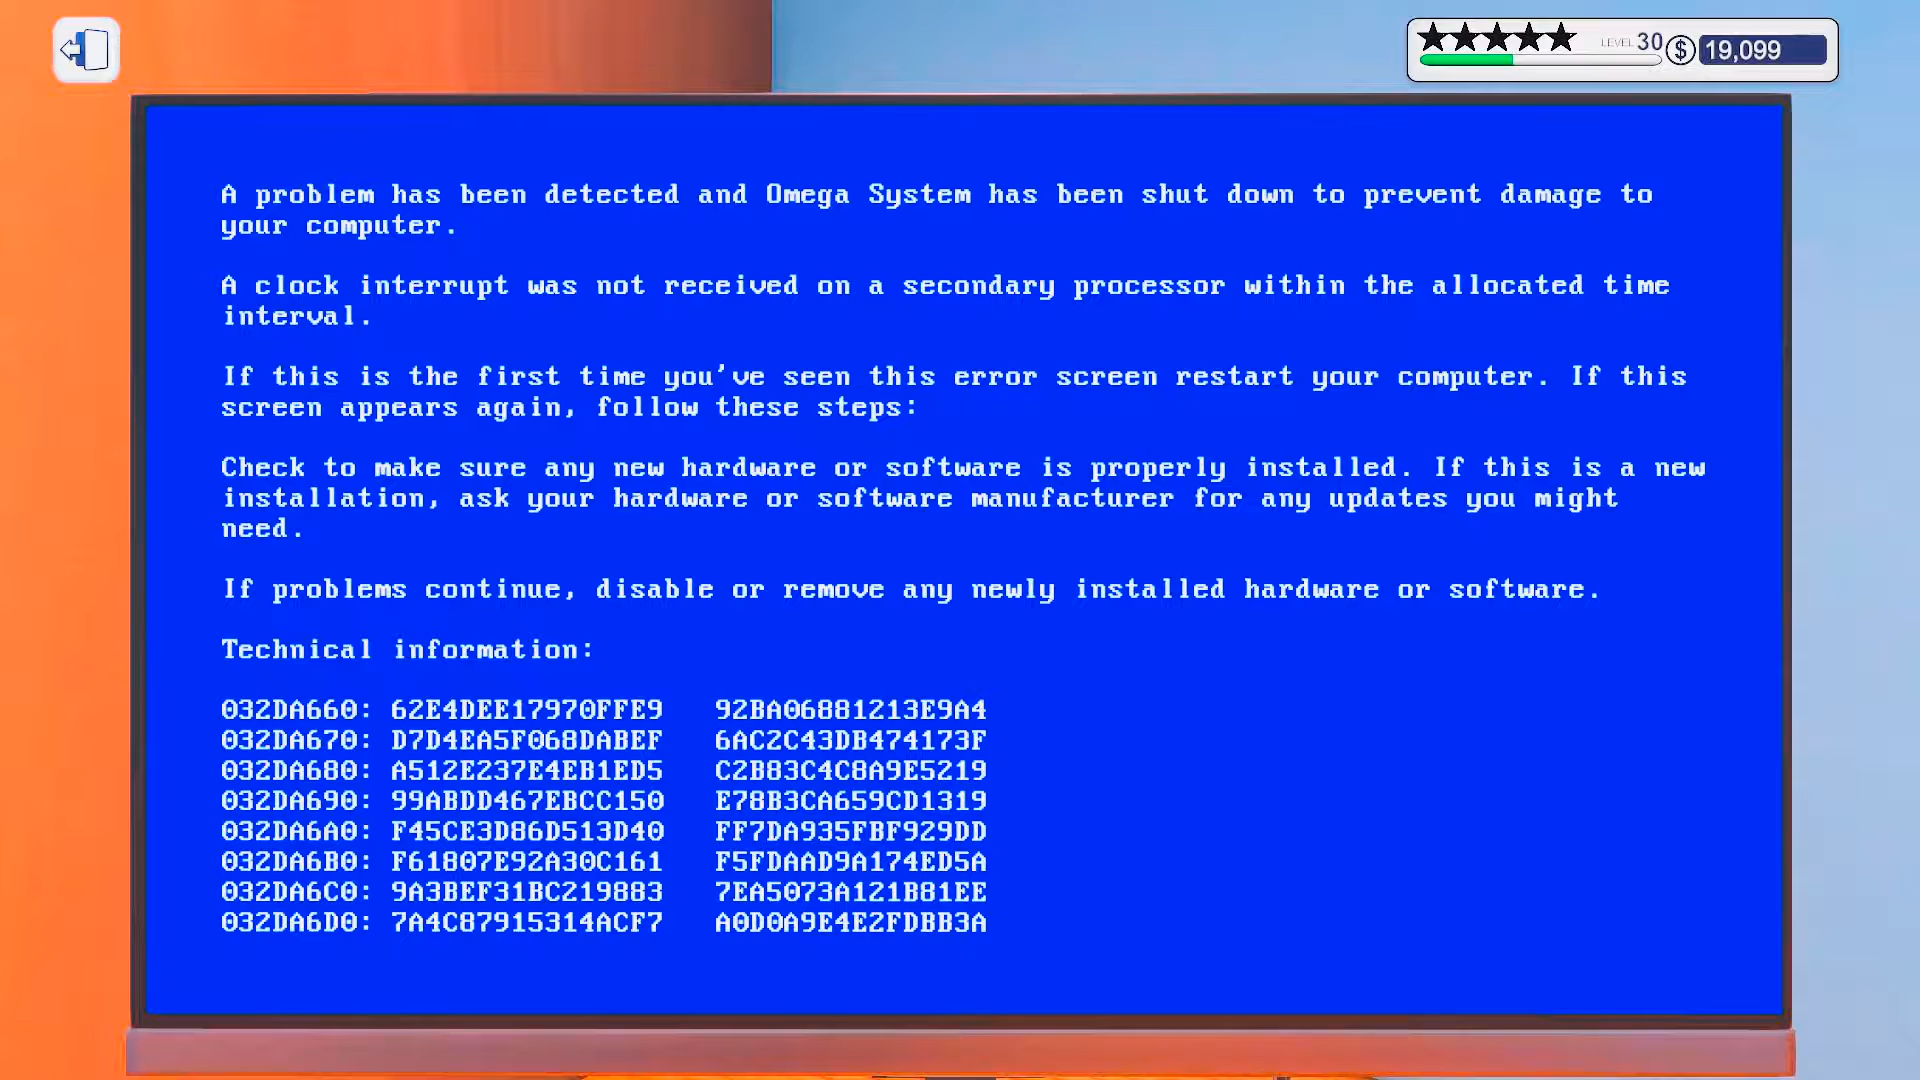 LEVEL 30
$ 19,099
A problem has been detected and Omega System has been shut down to prevent damage to
your computer.
A clock interrupt was not received on a secondary processor within the allocated time
interval.
If this is the first time you've seen this error screen restart your computer. If this
screen appears again, follow these steps:
Check to make sure any new hardware or software is properly installed. If this is a new
installation, ask your hardware or software manufacturer for any updates you might
need.
If problems continue, disable or remove any newly installed hardware or software.
Technical information:
032DA660: 62E4DEE17970FFE9 92BA06881213E9A4
032DA670: D7D4EA5F068DABEF 6AC2C43DB474173F
032DA680: A512E237E4EB1ED5 C2B83C4C8A9E5219
032DA690: 99ABDD467EBCC150 E78B3CA659CD1319
032DA6A0: F45CE3D86D513D40 FF7DA935FBF929DD
032DA6B0: F61807E92A30C161 F5FDAAD9A174ED5A
032DA6C0: 9A3BEF31BC219883 7EA5073A121B81EE
032DA6D0: 7A4C87915314ACF7 A0D0A9E4E2FDBB3A